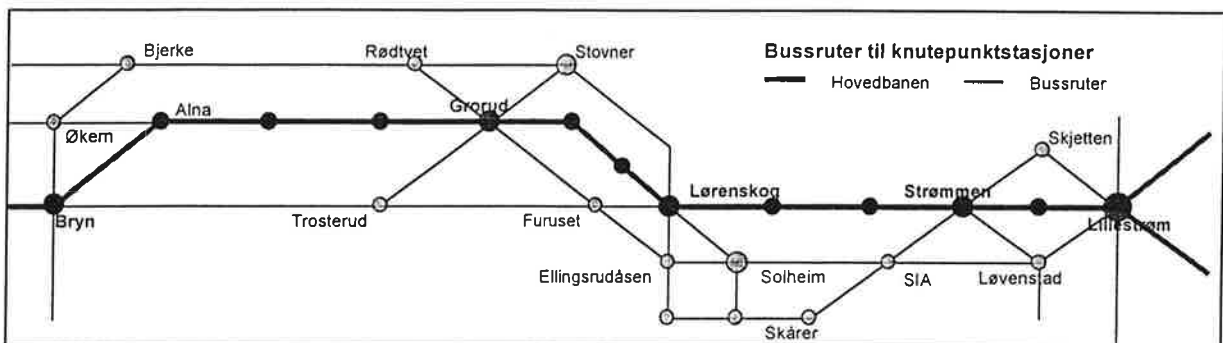 Bjerke
Rødtvet
Stovner
Bussruter til knutepunktstasjoner
Hovedbanen
Bussruter
Alna
Grorud
Økern
Skjetten
Lørenskog
Strømmen
Bryn
Trosterud
Furuset
Lillestrøm
Ellingsrudåsen
Solheim
SIA
Løvenstad
Skårer